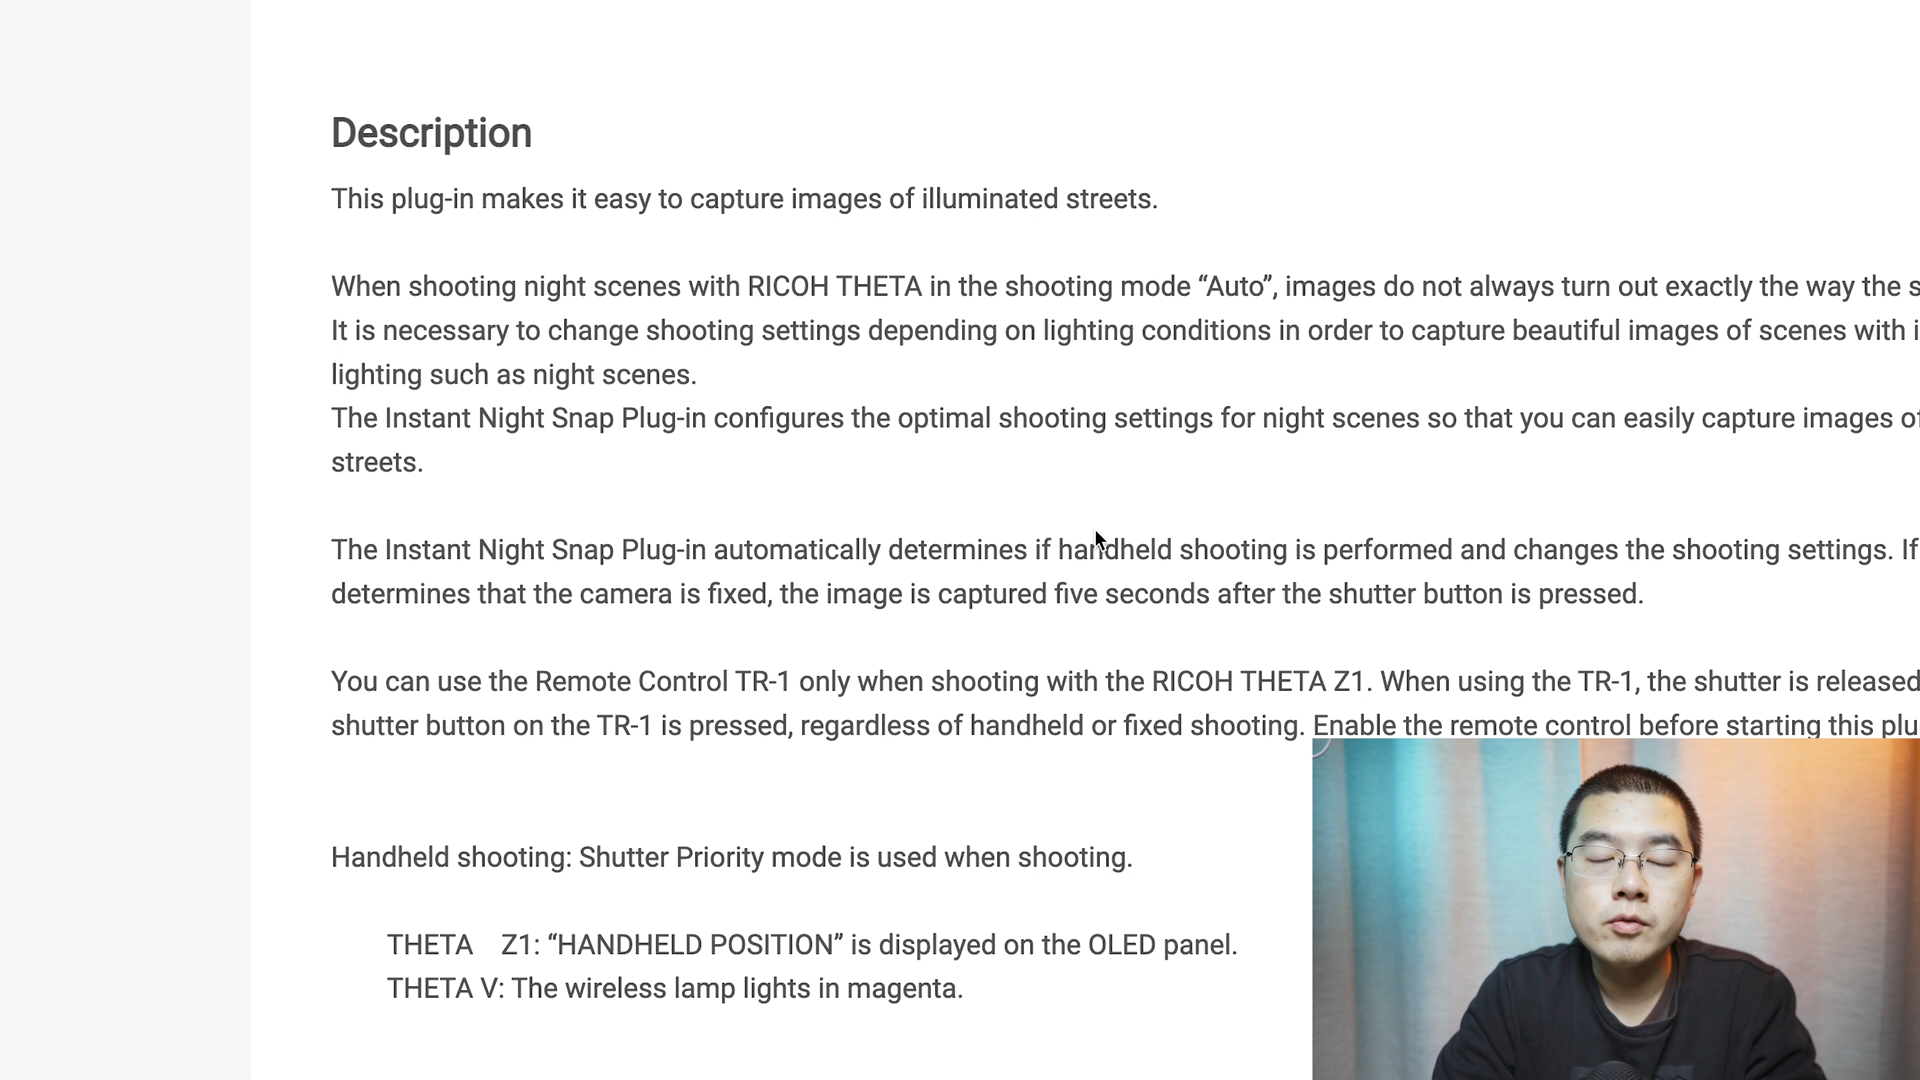 Description
This plug-in makes it easy to capture images of illuminated streets.
When shooting night scenes with RICOH THETA in the shooting mode “Auto”, images do not always turn out exactly the way the s
It is necessary to change shooting settings depending on lighting conditions in order to capture beautiful images of scenes with i
lighting such as night scenes.
The Instant Night Snap Plug-in configures the optimal shooting settings for night scenes so that you can easily capture images of
streets.
The Instant Night Snap Plug-in automatically determines if handheld shooting is performed and changes the shooting settings. If
determines that the camera is fixed, the image is captured five seconds after the shutter button is pressed.
You can use the Remote Control TR-1 only when shooting with the RICOH THETA Z1. When using the TR-1, the shutter is released
shutter button on the TR-1 is pressed, regardless of handheld or fixed shooting. Enable the remote control before starting this plu
Handheld shooting: Shutter Priority mode is used when shooting.
THETA Z1: “HANDHELD POSITION” is displayed on the OLED panel.
THETA V: The wireless lamp lights in magenta.